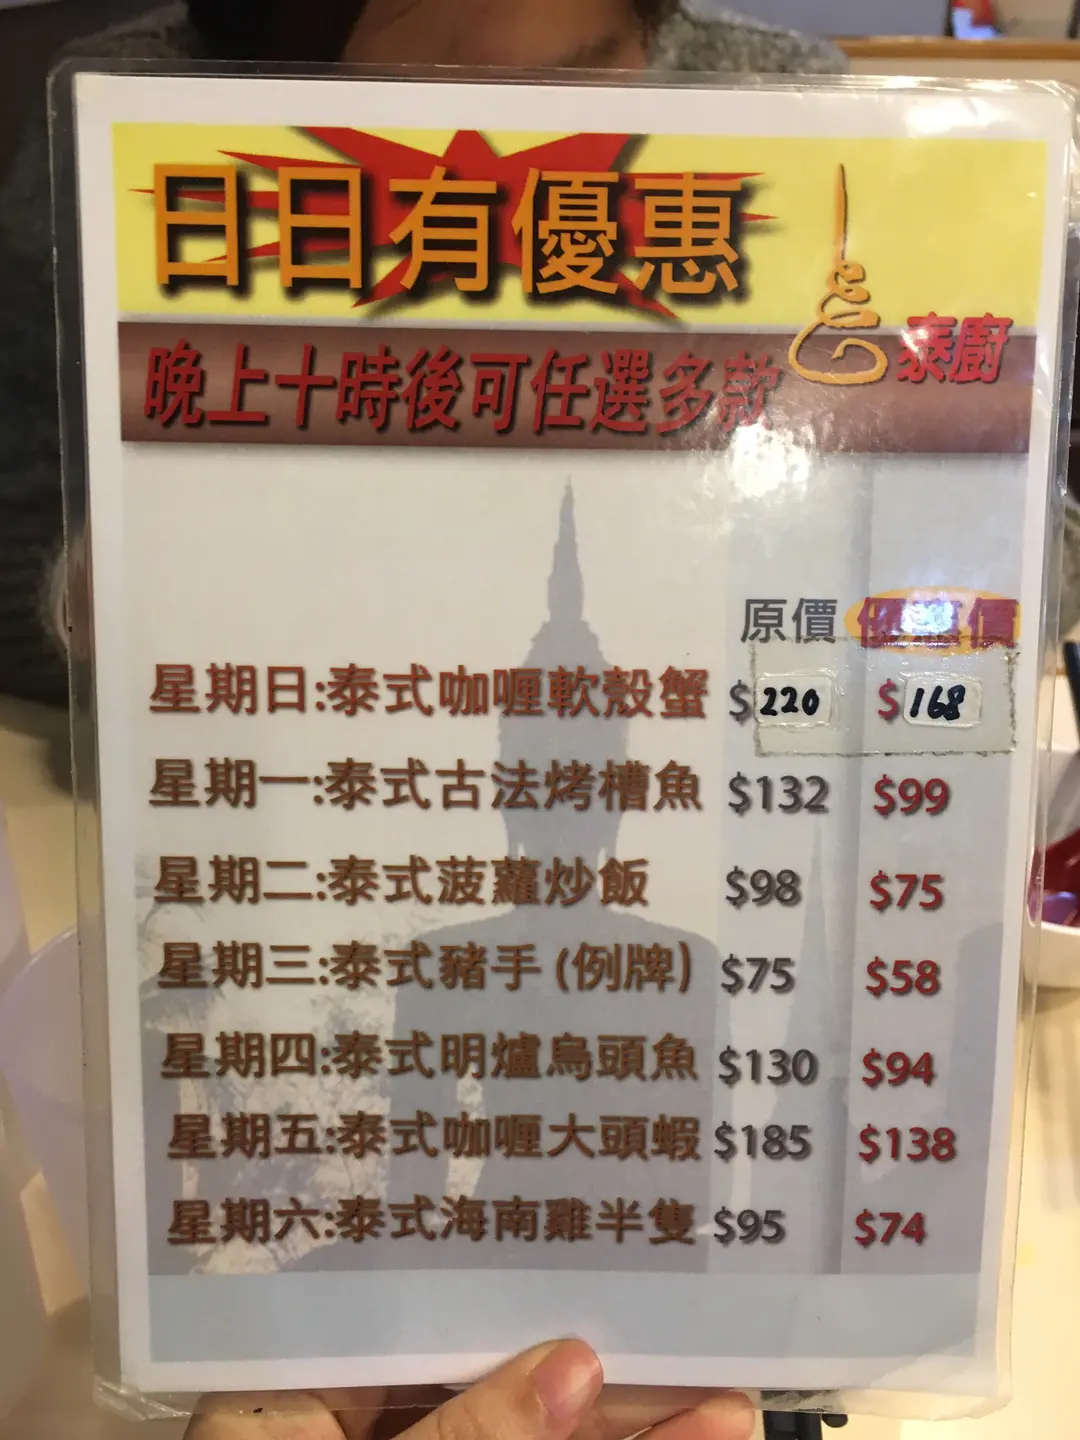 日日有優惠
泰廚
晚上十時後可任選多款
原價 優惠價
星期日:泰式咖喱軟殼蟹 $220 $168
星期一:泰式古法烤槽魚 $132 $99
星期二:泰式菠蘿炒飯 $98 $75
星期三:泰式豬手(例牌) $75 $58
星期四:泰式明爐烏頭魚 $130 $94
星期五:泰式咖喱大頭蝦 $185 $138
星期六:泰式海南雞半隻 $95 $74